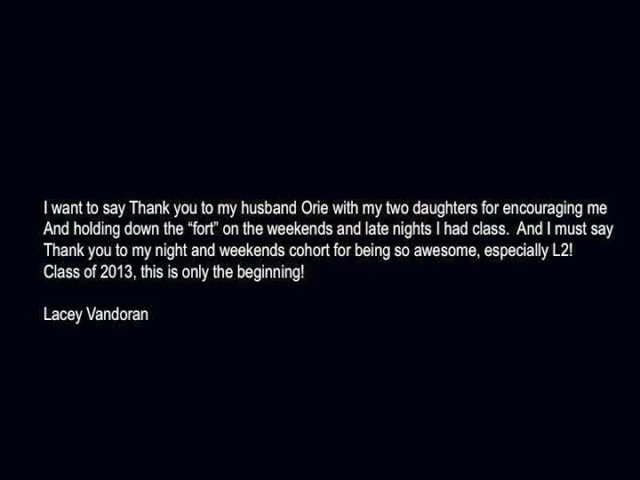 I want to say Thank you to my husband Orie with my two daughters for encouraging me
And holding down the “fort” on the weekends and late nights I had class.  And I must say
Thank you to my night and weekends cohort for being so awesome, especially L2!
Class of 2013, this is only the beginning!
Lacey Vandoran